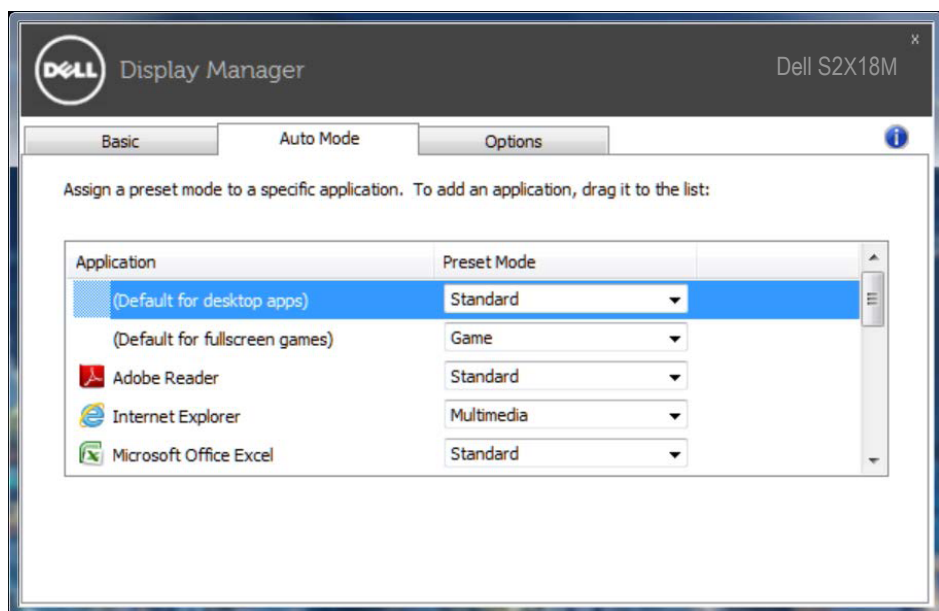 DELL Display Manager
Dell S2X18M
x
Basic Auto Mode Options
Assign a preset mode to a specific application. To add an application, drag it to the list:
Application Preset Mode
(Default for desktop apps) Standard
(Default for fullscreen games) Game
Adobe Reader Standard
Internet Explorer Multimedia
Microsoft Office Excel Standard